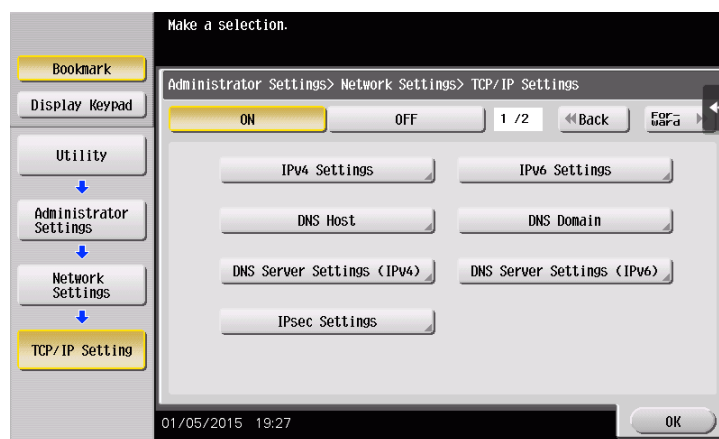 Make a selection.
Bookmark
Display Keypad
Utility
Administrator
Settings
Network
Settings
TCP/IP Setting
Administrator Settings> Network Settings> TCP/IP Settings
ON
OFF
1 /2
Back
For-
ward
IPv4 Settings
IPv6 Settings
DNS Host
DNS Domain
DNS Server Settings (IPv4)
DNS Server Settings (IPv6)
IPsec Settings
01/05/2015 19:27
OK